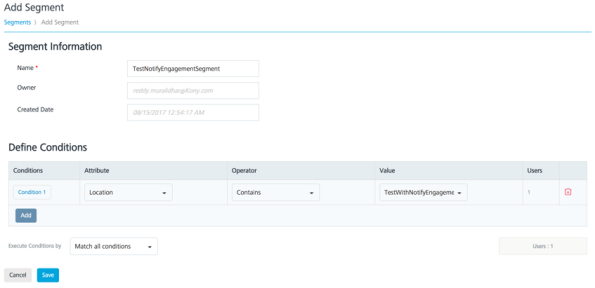 Add Segment
Segments / Add Segment
Segment Information
Name *
TestNotifyEngagementSegment
Owner
reddy.muralidhar@kony.com
Created Date
08/15/2017 12:54:17 AM
Define Conditions
Conditions Attribute Operator Value Users
Condition 1 Location Contains TestWithNotifyEngageme 1
Add
Execute Conditions by Match all conditions Users : 1
Cancel Save